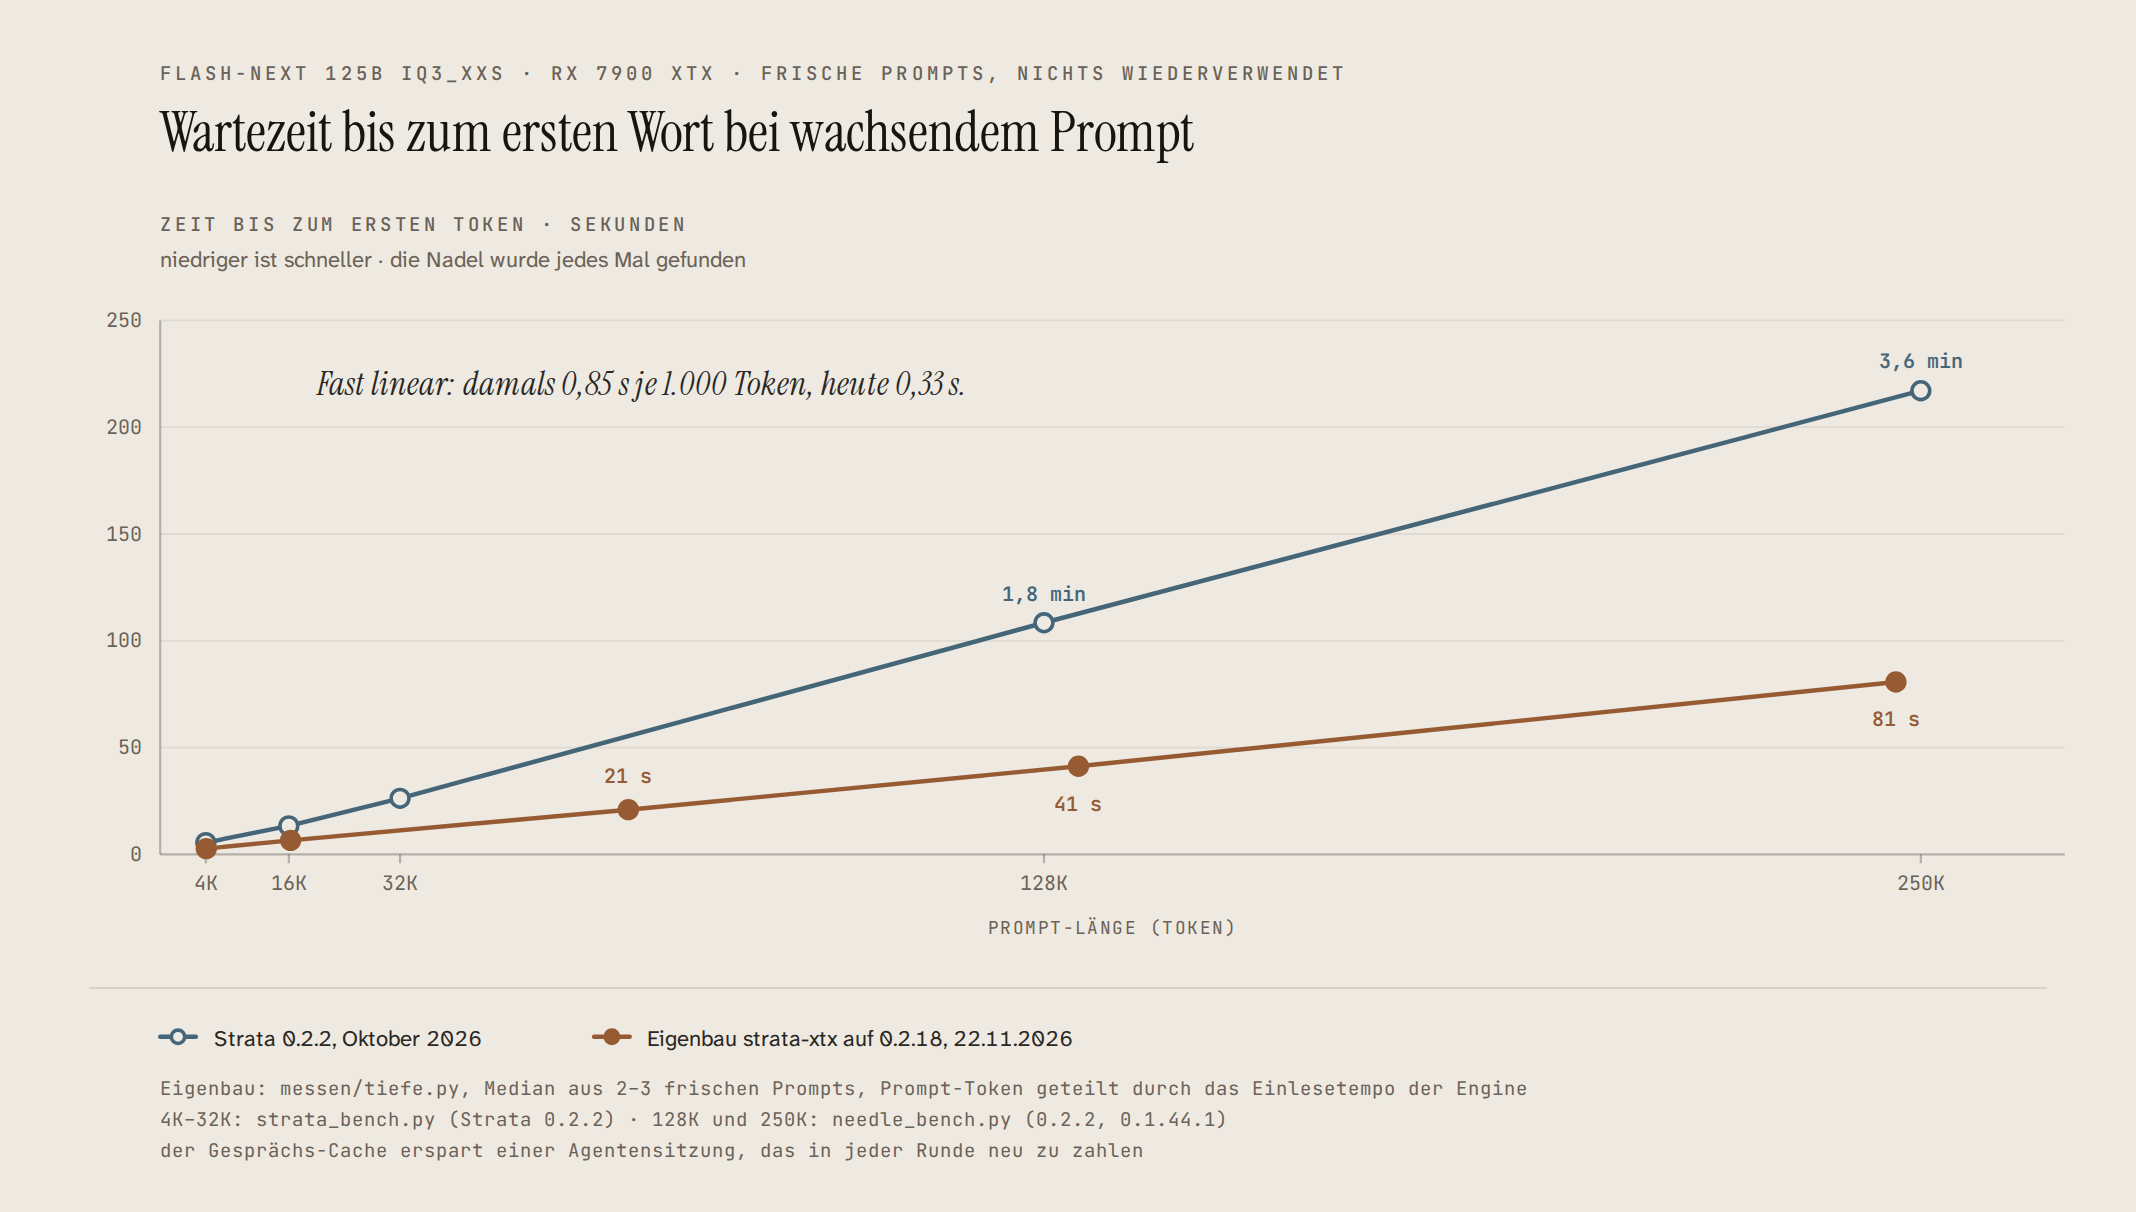 FLASH-NEXT 125B IQ3_XXS · RX 7900 XTX · FRISCHE PROMPTS, NICHTS WIEDERVERWENDET
Wartezeit bis zum ersten Wort bei wachsendem Prompt
ZEIT BIS ZUM ERSTEN TOKEN · SEKUNDEN
niedriger ist schneller · die Nadel wurde jedes Mal gefunden
250
Fast linear: damals 0,85 s je 1.000 Token, heute 0,33 s.
3,6 min
200
150
1,8 min
100
81 s
50
21 s
41 s
0
4K 16K 32K 128K 250K
PROMPT-LÄNGE (TOKEN)
Strata 0.2.2, Oktober 2026
Eigenbau strata-xtx auf 0.2.18, 22.11.2026
Eigenbau: messen/tiefe.py, Median aus 2–3 frischen Prompts, Prompt-Token geteilt durch das Einlesetempo der Engine
4K–32K: strata_bench.py (Strata 0.2.2) · 128K und 250K: needle_bench.py (0.2.2, 0.1.44.1)
der Gesprächs-Cache erspart einer Agentensitzung, das in jeder Runde neu zu zahlen